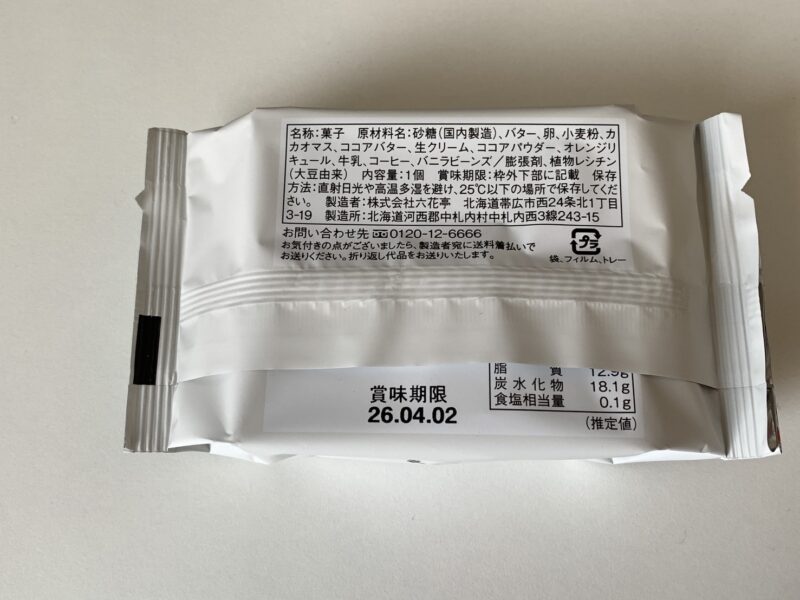 名称:菓子 原材料名:砂糖(国内製造)、バター、卵、小麦粉、カ
カオマス、ココアバター、生クリーム、ココアパウダー、オレンジリ
キュール、牛乳、コーヒー、バニラビーンズ/膨張剤、植物レシチン
(大豆由来) 内容量:1個 賞味期限:枠外下部に記載 保存
方法:直射日光や高温多湿を避け、25℃以下の場所で保存してくだ
さい。 製造者:株式会社六花亭 北海道帯広市西24条北1丁目
3-19 製造所:北海道河西郡中札内村中札内西3線243-15
お問い合わせ先 0120-12-6666
お気付きの点がございましたら、製造者宛に送料着払いで
お送りください。折り返し代品をお送りいたします。
プラ
袋、フィルム、トレー
脂質 12.9g
炭水化物 18.1g
食塩相当量 0.1g
(推定値)
賞味期限
26.04.02